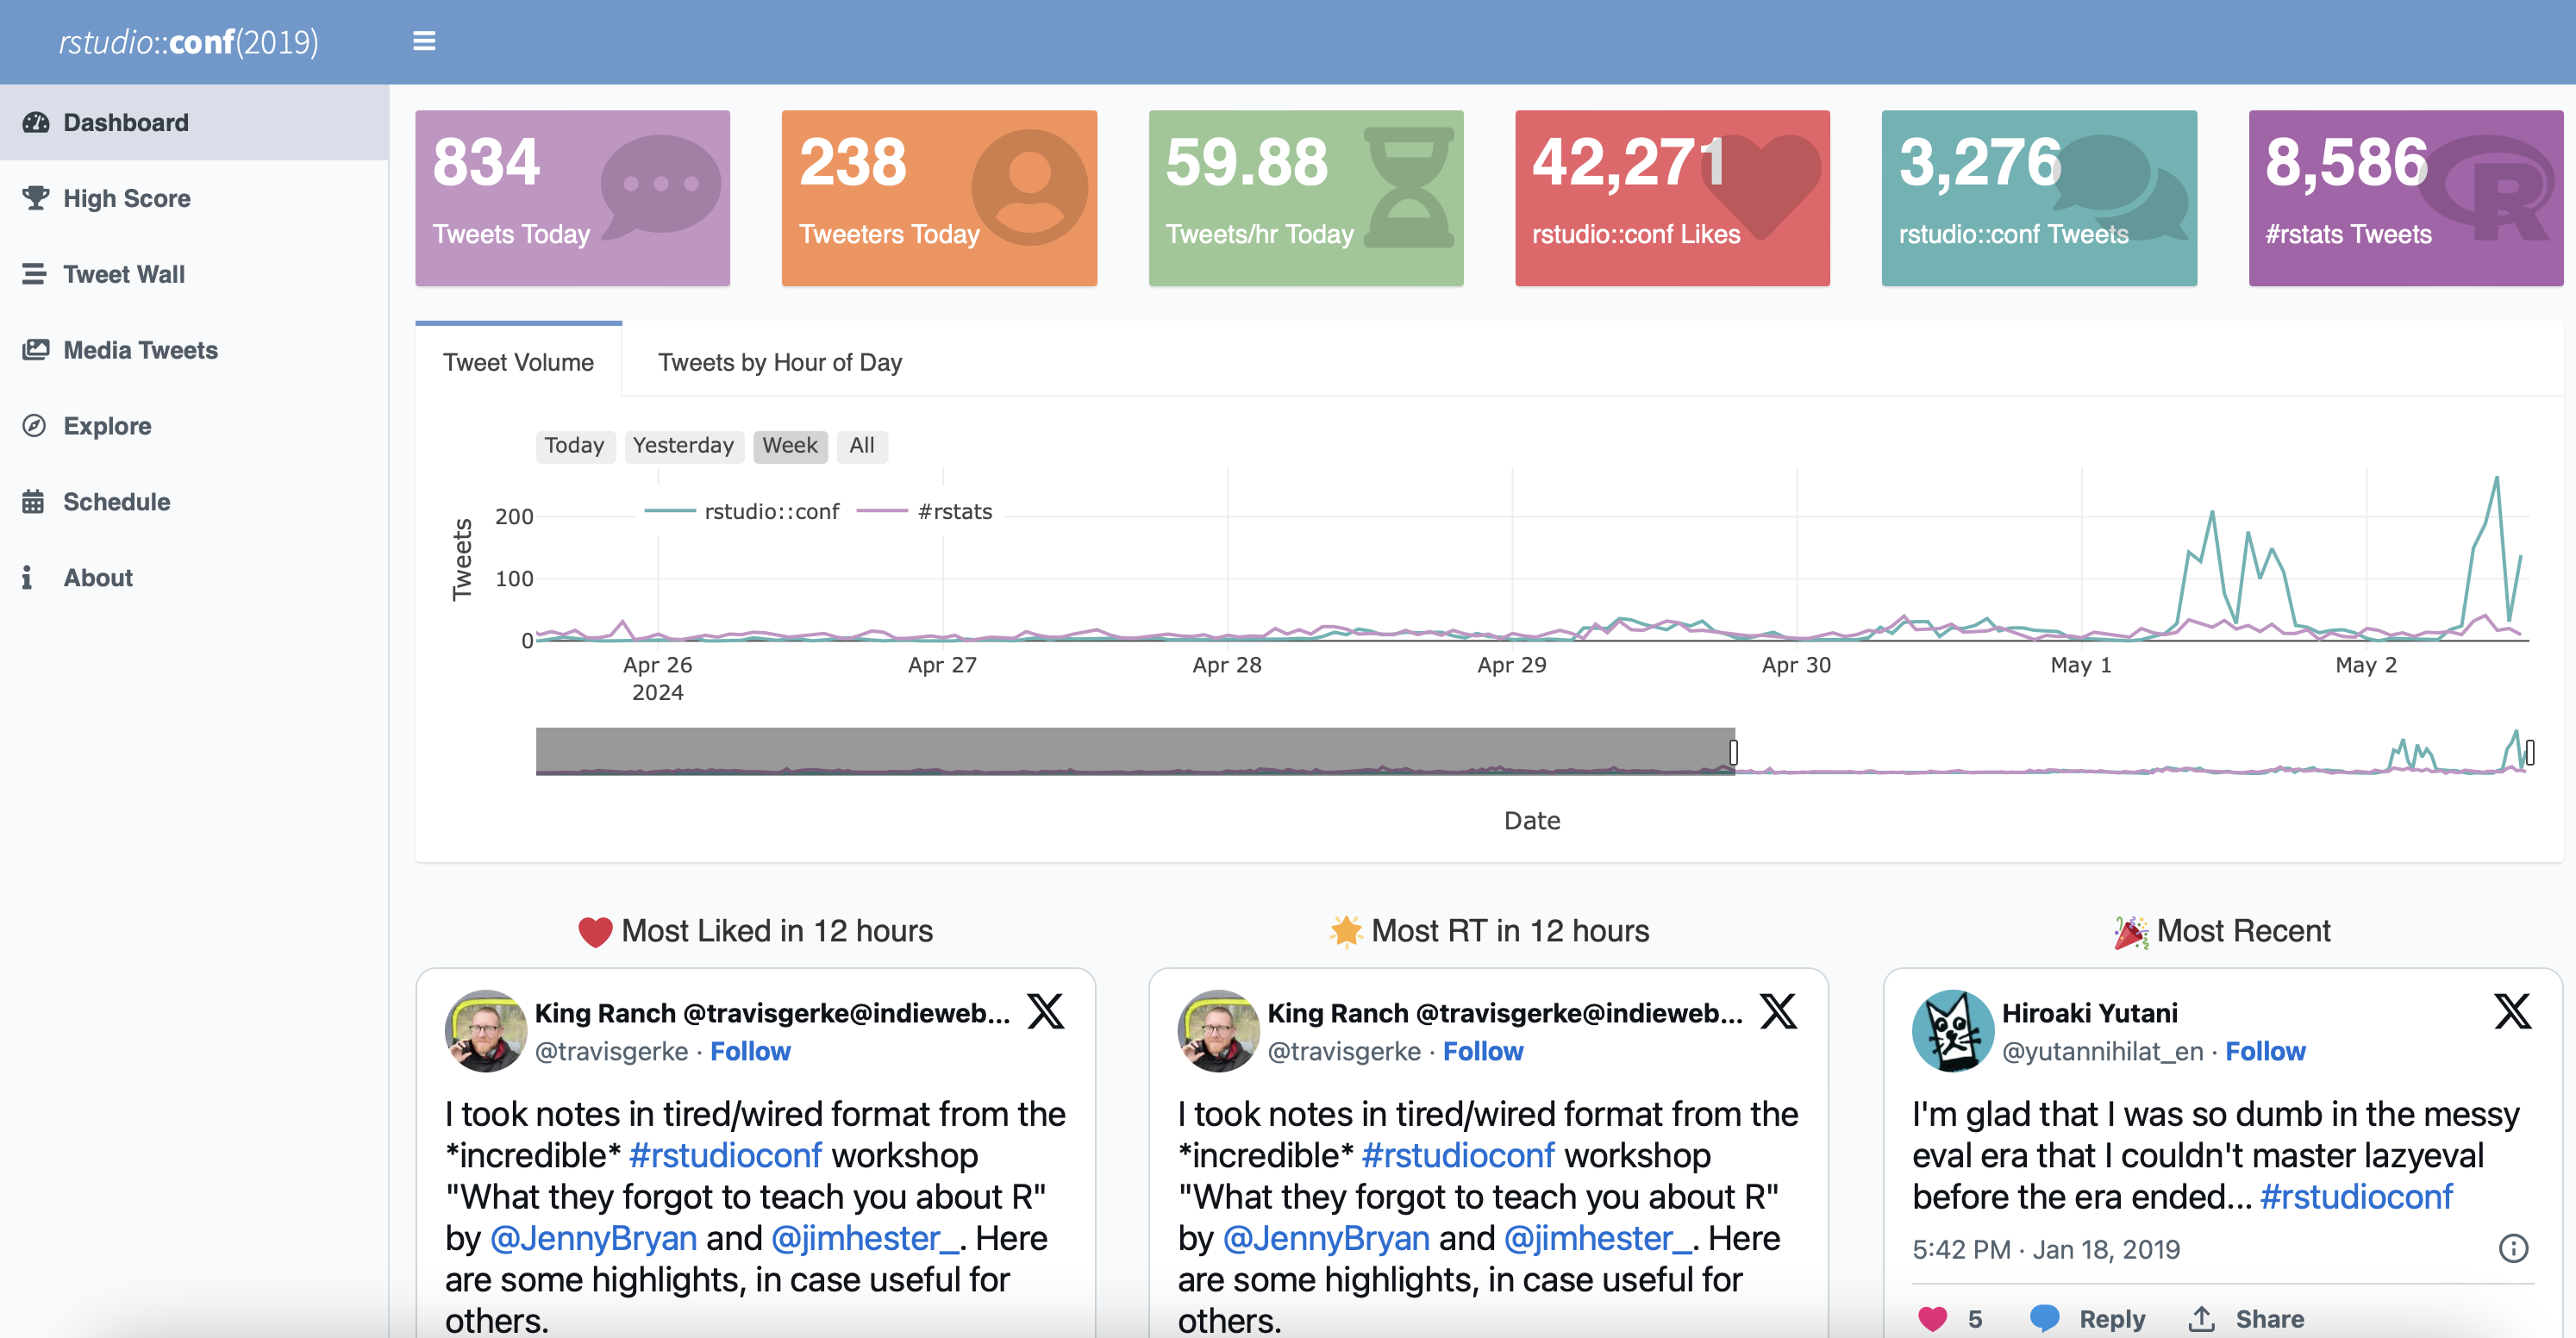 rstudio::conf(2019)
Dashboard
High Score
Tweet Wall
Media Tweets
Explore
Schedule
About
834
Tweets Today
238
Tweeters Today
59.88
Tweets/hr Today
42,271
rstudio::conf Likes
3,276
rstudio::conf Tweets
8,586
#rstats Tweets
R
Tweet Volume
Tweets by Hour of Day
Today Yesterday Week All
rstudio::conf #rstats
Tweets
200
100
0
Apr 26 Apr 27 Apr 28 Apr 29 Apr 30 May 1 May 2
2024
Date
Most Liked in 12 hours
King Ranch @travisgerke@indieweb...
@travisgerke · Follow
I took notes in tired/wired format from the
*incredible* #rstudioconf workshop
"What they forgot to teach you about R"
by @JennyBryan and @jimhester_. Here
are some highlights, in case useful for
others.
Most RT in 12 hours
King Ranch @travisgerke@indieweb...
@travisgerke · Follow
I took notes in tired/wired format from the
*incredible* #rstudioconf workshop
"What they forgot to teach you about R"
by @JennyBryan and @jimhester_. Here
are some highlights, in case useful for
others.
Most Recent
Hiroaki Yutani
@yutannihilat_en · Follow
I'm glad that I was so dumb in the messy
eval era that I couldn't master lazyeval
before the era ended... #rstudioconf
5:42 PM · Jan 18, 2019
5 Reply Share